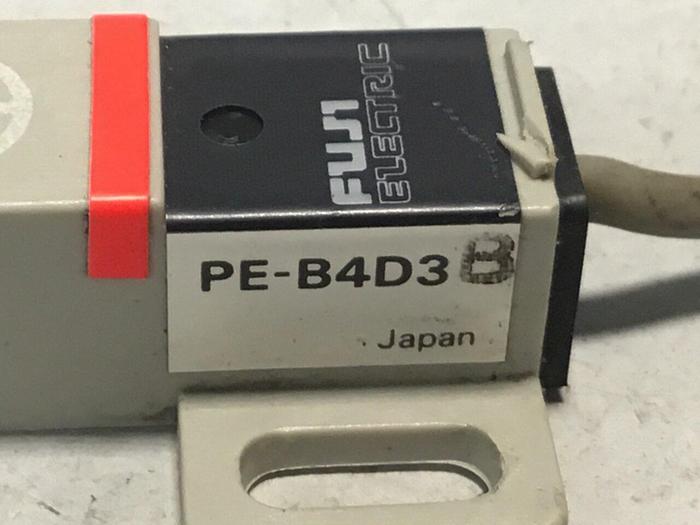 FUJI
ELECTRIC
PE-B4D3B
Japan